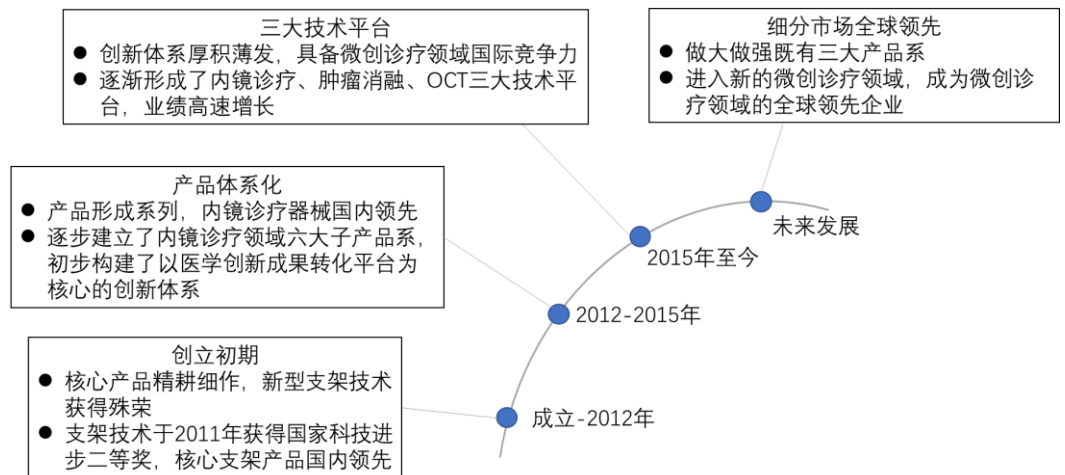 三大技术平台
● 创新体系厚积薄发，具备微创诊疗领域国际竞争力
● 逐渐形成了内镜诊疗、肿瘤消融、OCT三大技术平
台，业绩高速增长
细分市场全球领先
● 做大做强既有三大产品系
● 进入新的微创诊疗领域，成为微创诊
疗领域的全球领先企业
产品体系化
● 产品形成系列，内镜诊疗器械国内领先
● 逐步建立了内镜诊疗领域六大子产品系，
初步构建了以医学创新成果转化平台为
核心的创新体系
创立初期
● 核心产品精耕细作，新型支架技术
获得殊荣
● 支架技术于2011年获得国家科技进
步二等奖，核心支架产品国内领先
未来发展
2015年至今
2012-2015年
成立-2012年